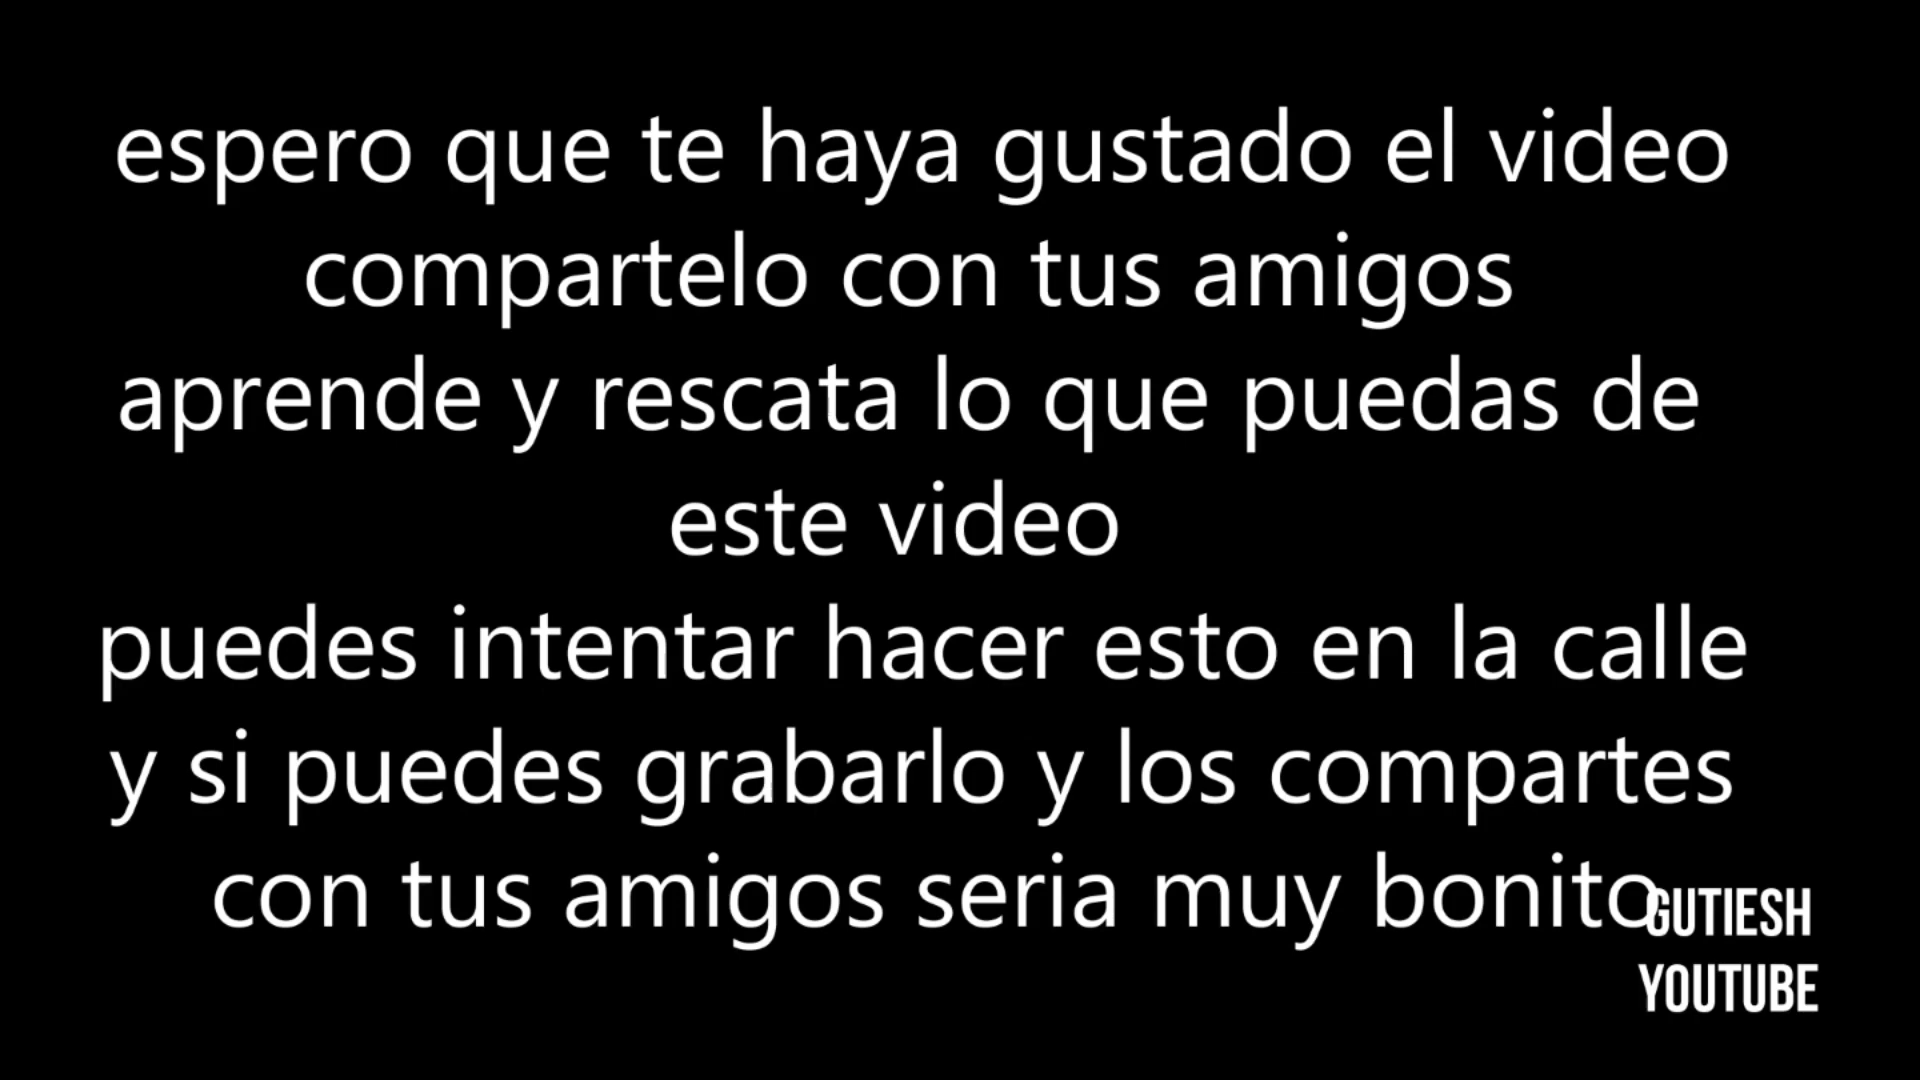 espero que te haya gustado el video
compartelo con tus amigos
aprende y rescata lo que puedas de
este video
puedes intentar hacer esto en la calle
y si puedes grabarlo y los compartes
con tus amigos seria muy bonito
GUTIESH
YOUTUBE